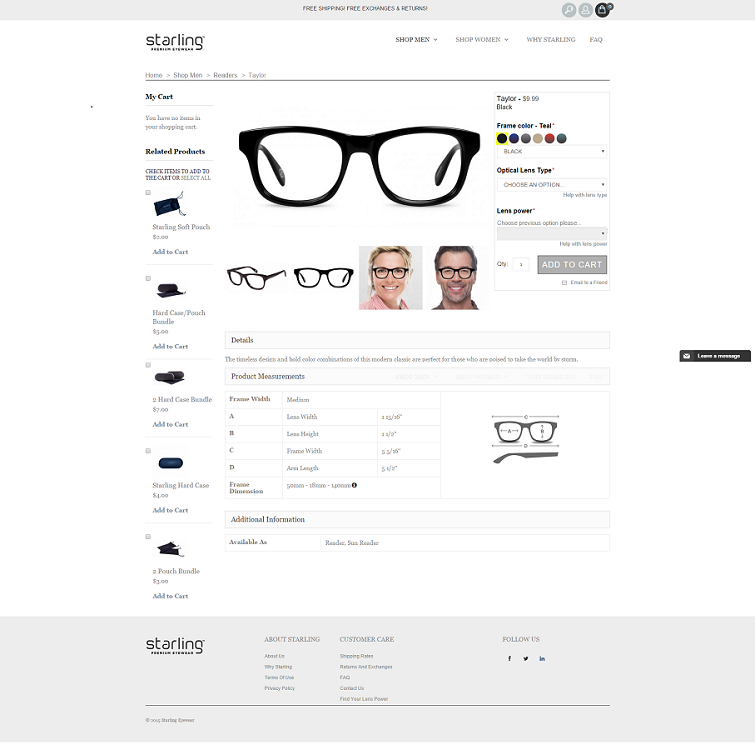 FREE SHIPPING! FREE EXCHANGES & RETURNS!
0
starling
PREMIUM EYEWEAR
SHOP MEN
SHOP WOMEN
WHY STARLING
FAQ
Home > Shop Men > Readers > Taylor
My Cart
You have no items in
your shopping cart.
Related Products
CHECK ITEMS TO ADD TO
THE CART OR SELECT ALL
Starling Soft Pouch
$2.00
Add to Cart
Hard Case/Pouch
Bundle
$5.00
Add to Cart
2 Hard Case Bundle
$7.00
Add to Cart
Starling Hard Case
$4.00
Add to Cart
2 Pouch Bundle
$3.00
Add to Cart
Taylor - $9.99
Black
Frame color - Teal*
BLACK
Optical Lens Type*
CHOOSE AN OPTION...
Help with lens type
Lens power*
Choose previous option please...
Help with lens power
Qty: 1 ADD TO CART
Email to a Friend
Details
The timeless design and bold color combinations of this modern classic are perfect for those who are poised to take the world by storm.
Product Measurements
Frame Width Medium
A Lens Width 1 15/16"
B Lens Height 1 1/2"
C Frame Width 5 5/16"
D Arm Length 5 1/2"
Frame
Dimension
50mm - 18mm - 140mm
C
A
B
D
Additional Information
Available As Reader, Sun Reader
Leave a message
starling
PREMIUM EYEWEAR
ABOUT STARLING
About Us
Why Starling
Terms Of Use
Privacy Policy
CUSTOMER CARE
Shipping Rates
Returns And Exchanges
FAQ
Contact Us
Find Your Lens Power
FOLLOW US
© 2015 Starling Eyewear